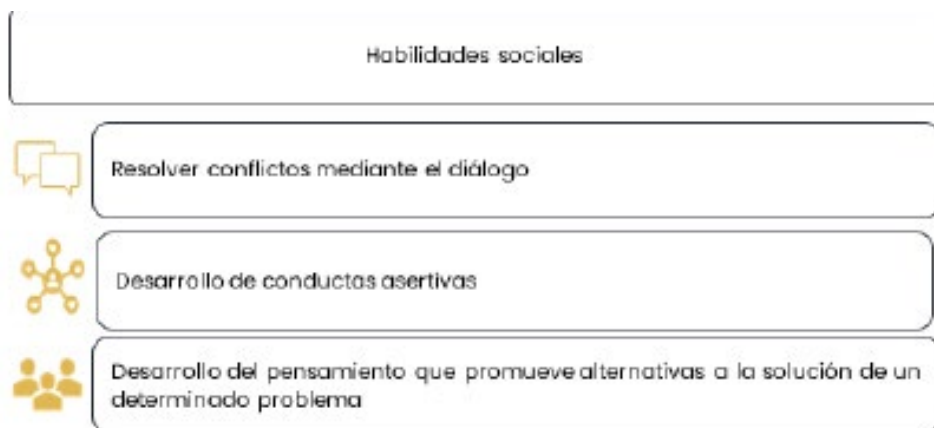 Habilidades sociales
Resolver conflictos mediante el diálogo
Desarrollo de conductas asertivas
Desarrollo del pensamiento que promueve alternativas a la solución de un
determinado problema